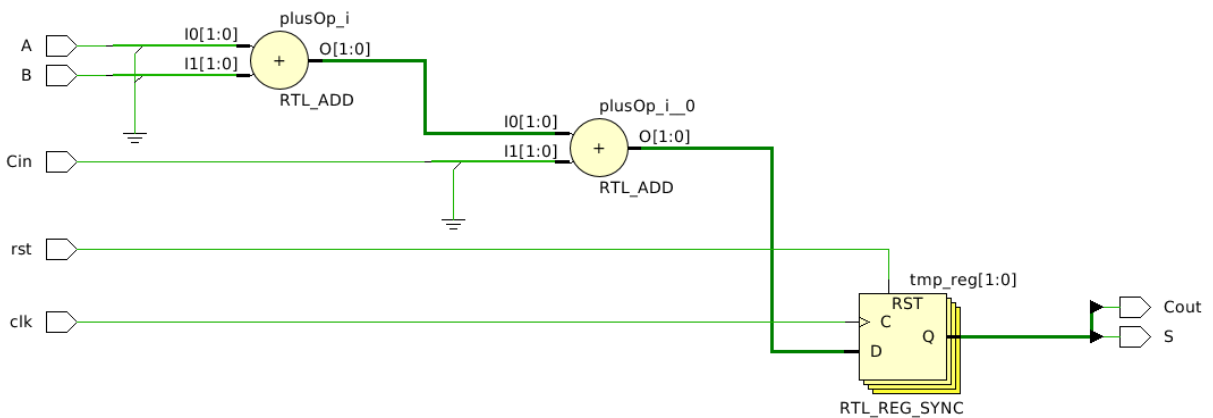 plusOp_i
A
I0[1:0]
O[1:0]
+
B
I1[1:0]
RTL_ADD
plusOp_i__0
I0[1:0]
O[1:0]
+
Cin
I1[1:0]
RTL_ADD
rst
tmp_reg[1:0]
RST
Cout
clk
C
Q
S
D
RTL_REG_SYNC